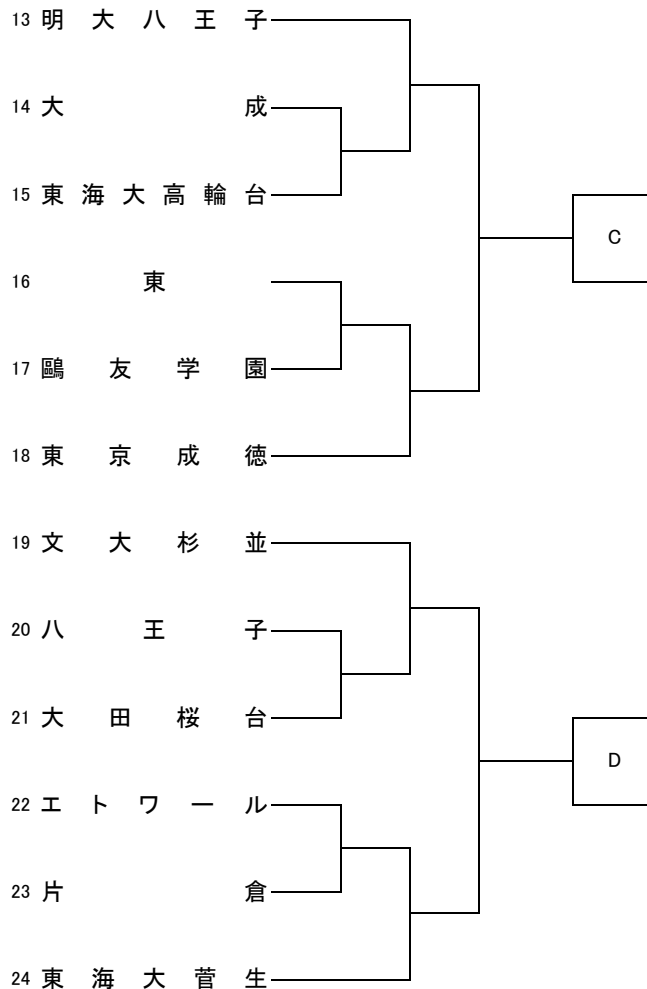 13 明大八王子
14 大成
15 東海大高輪台
C
16 東
17 鷗友学園
18 東京成徳
19 文大杉並
20 八王子
21 大田桜台
D
22 エトワール
23 片倉
24 東海大菅生